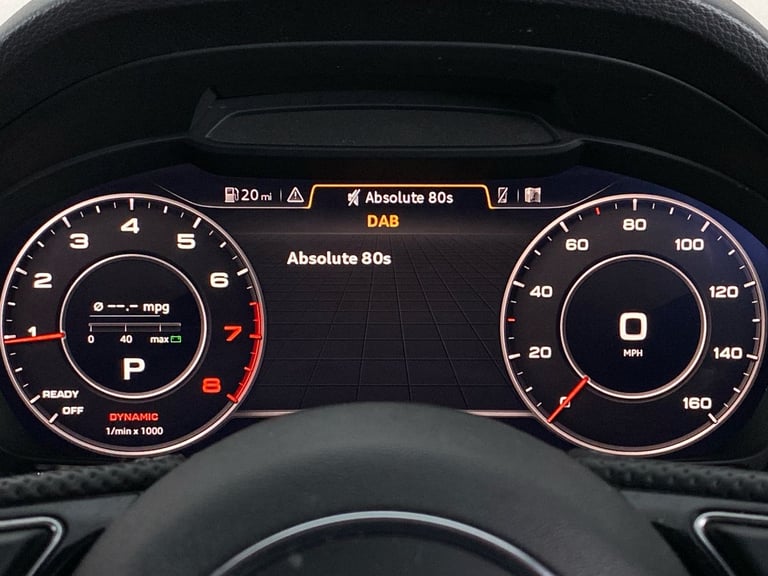 20 mi
Absolute 80s
DAB
Absolute 80s
1
2
3
4
5
6
7
8
Ø --.- mpg
0 40 max
P
READY
OFF
DYNAMIC
1/min x 1000
0
20
40
60
80
100
120
140
160
0
MPH